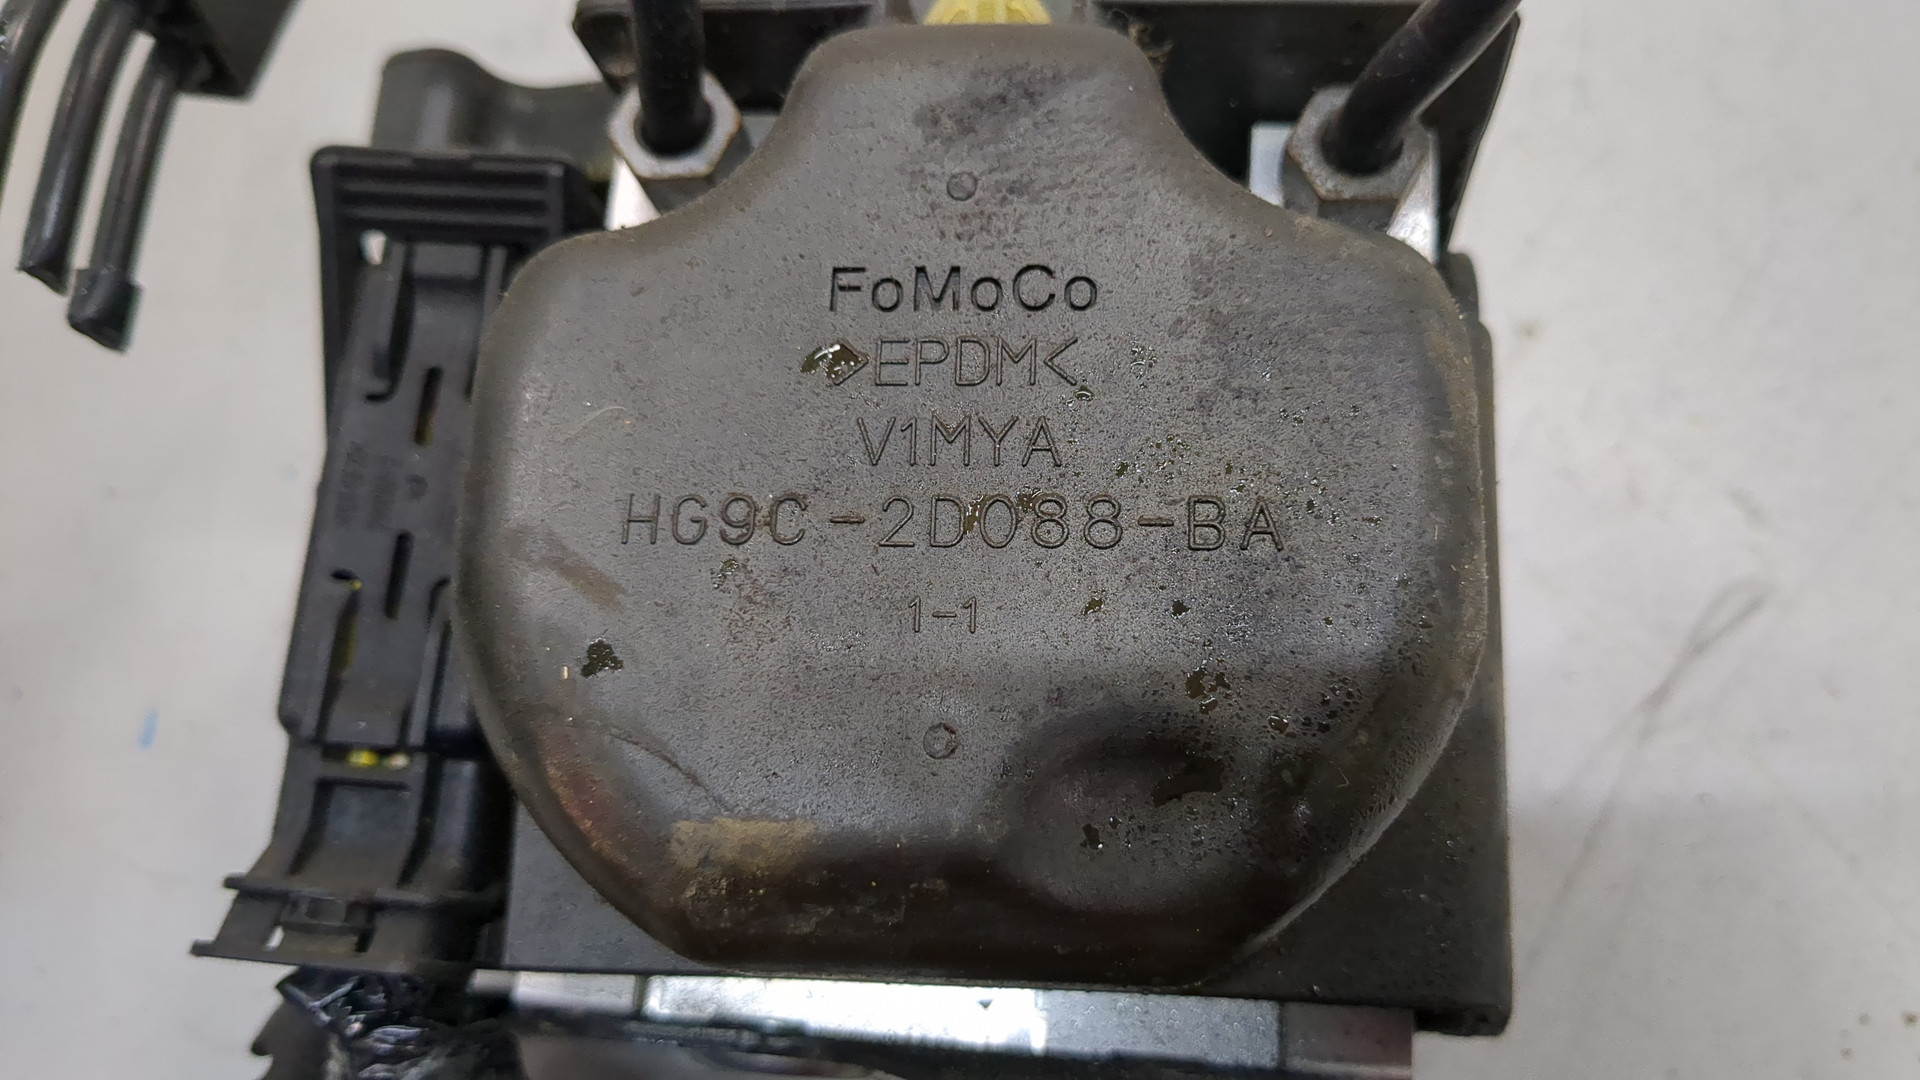 FoMoCo
>EPDM<
V1MYA
HG9C-2D088-BA
1-1